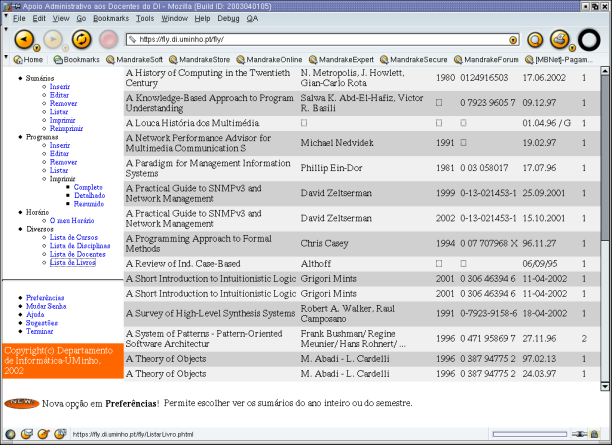 Apoio Administrativo aos Docentes do DI - Mozilla {Build ID: 2003040105}
File Edit View Go Bookmarks Tools Window Help Debug QA
https://fly.di.uminho.pt/fly/
Home Bookmarks MandrakeSoft MandrakeStore MandrakeOnline MandrakeExpert MandrakeSecure MandrakeForum [MBNet]-Pagam...
Sumários
Inserir
Editar
Remover
Listar
Imprimir
Reimprimir
Programas
Inserir
Editar
Remover
Listar
Imprimir
Completo
Detalhado
Resumido
Horário
O meu Horário
Diversos
Lista de Cursos
Lista de Disciplinas
Lista de Docentes
Lista de Livros
Preferências
Mudar Senha
Ajuda
Sugestões
Terminar
Copyright(c) Departamento
de Informática-UMinho,
2002
A History of Computing in the Twentieth Century N. Metropolis, J. Howlett, Gian-Carlo Rota 1980 0124916503 17.06.2002 1
A Knowledge-Based Approach to Program Understanding Salwa K. Abd-El-Hafiz, Victor R. Basili 0 7923 9605 7 09.12.97 1
A Louca História dos Multimédia 01.04.96 / G 1
A Network Performance Advisor for Multimedia Communication S Michael Nedvidek 1991 19.02.97 1
A Paradigm for Management Information Systems Phillip Ein-Dor 1981 0 03 058017 17.07.96 1
A Practical Guide to SNMPv3 and Network Management David Zeltserman 1999 0-13-021453-1 25.09.2001 1
A Practical Guide to SNMPv3 and Network Management David Zeltserman 2002 0-13-021453-1 15.10.2001 1
A Programming Approach to Formal Methods Chris Casey 1994 0 07 707968 X 96.11.27 1
A Review of Ind. Case-Based Althoff 06/09/95 1
A Short Introduction to Intuitionistic Logic Grigori Mints 2001 0 306 46394 6 11-04-2002 1
A Short Introduction to Intuitionistic Logic Grigori Mints 2001 0 306 46394 6 11-04-2002 1
A Survey of High-Level Synthesis Systems Robert A. Walker, Raul Camposano 1991 0-7923-9158-6 18-04-2002 1
A System of Patterns - Pattern-Oriented Software Architectur Frank Bushman/Regine Meunier/Hans Rohnert/ ... 1996 0 471 95869 7 27.11.96 2
A Theory of Objects M. Abadi - L. Cardelli 1996 0 387 94775 2 97.02.13 1
A Theory of Objects M. Abadi - L. Cardelli 1996 0 387 94775 2 24.03.97 1
Nova opção em Preferências! Permite escolher ver os sumários do ano inteiro ou do semestre.
https://fly.di.uminho.pt/fly/ListarLivro.phtml